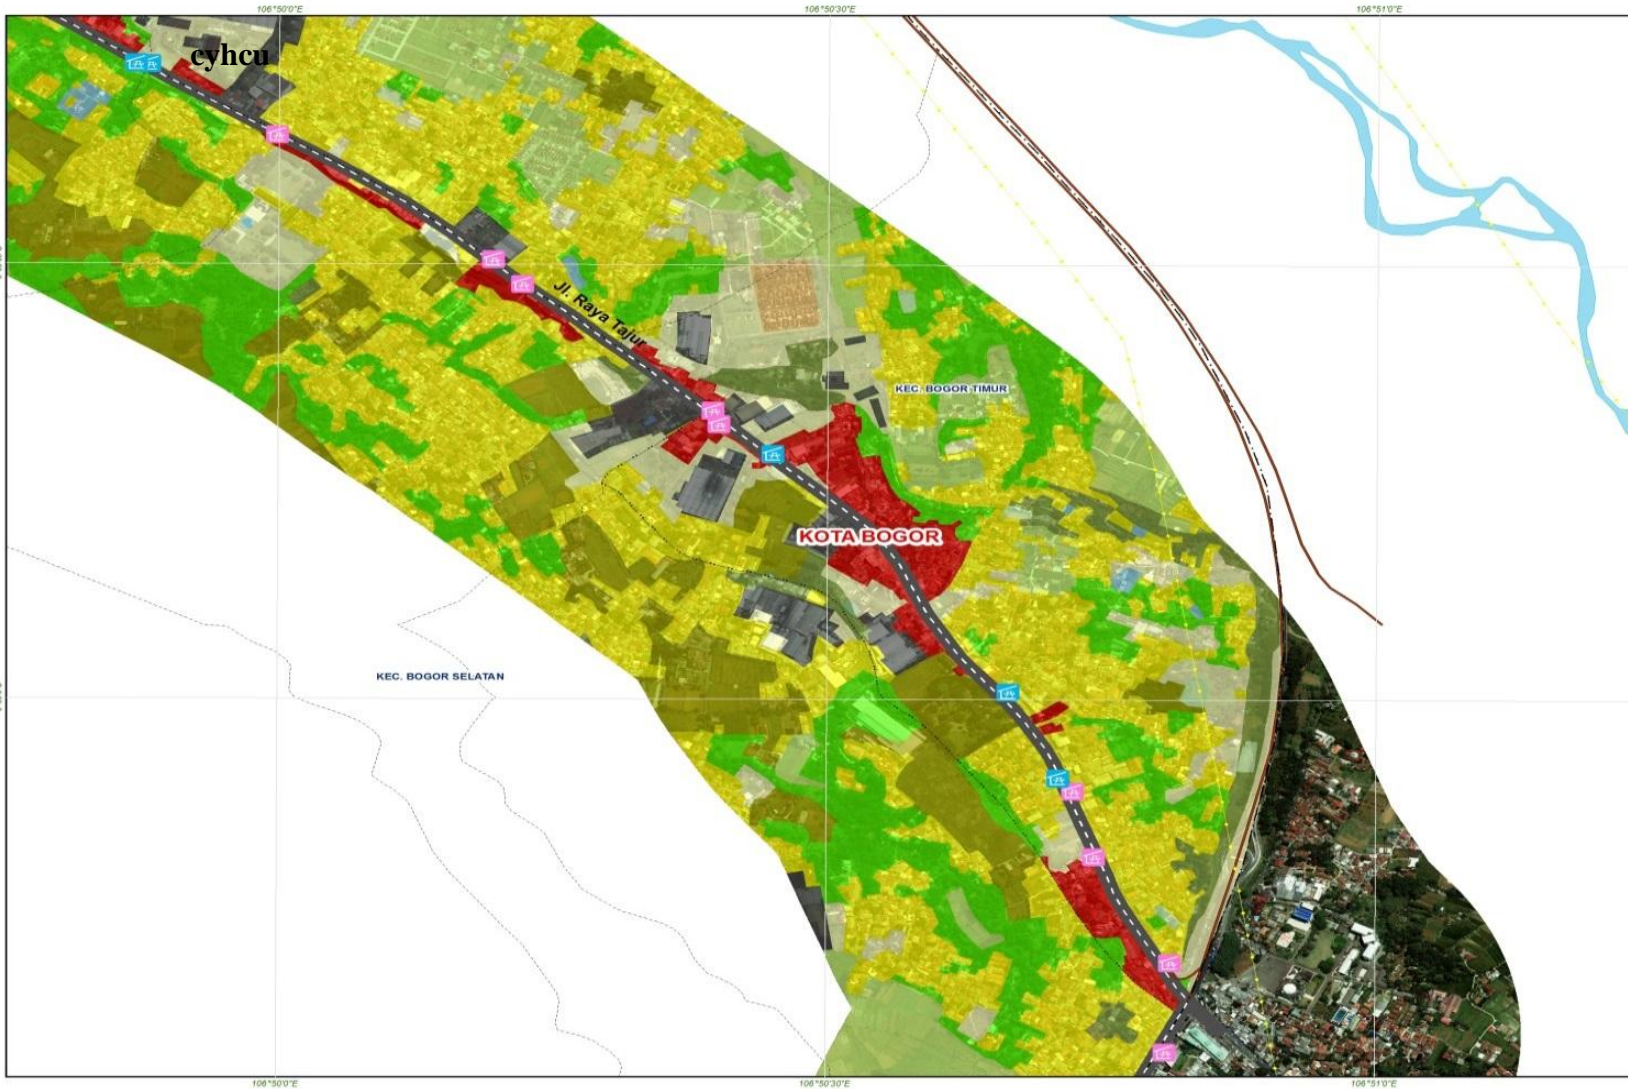 106°50'0"E
106°50'30"E
106°51'0"E
cyhcu
Jl. Raya Tajur
KEC. BOGOR TIMUR
KOTA BOGOR
KEC. BOGOR SELATAN
106°50'0"E
106°50'30"E
106°51'0"E